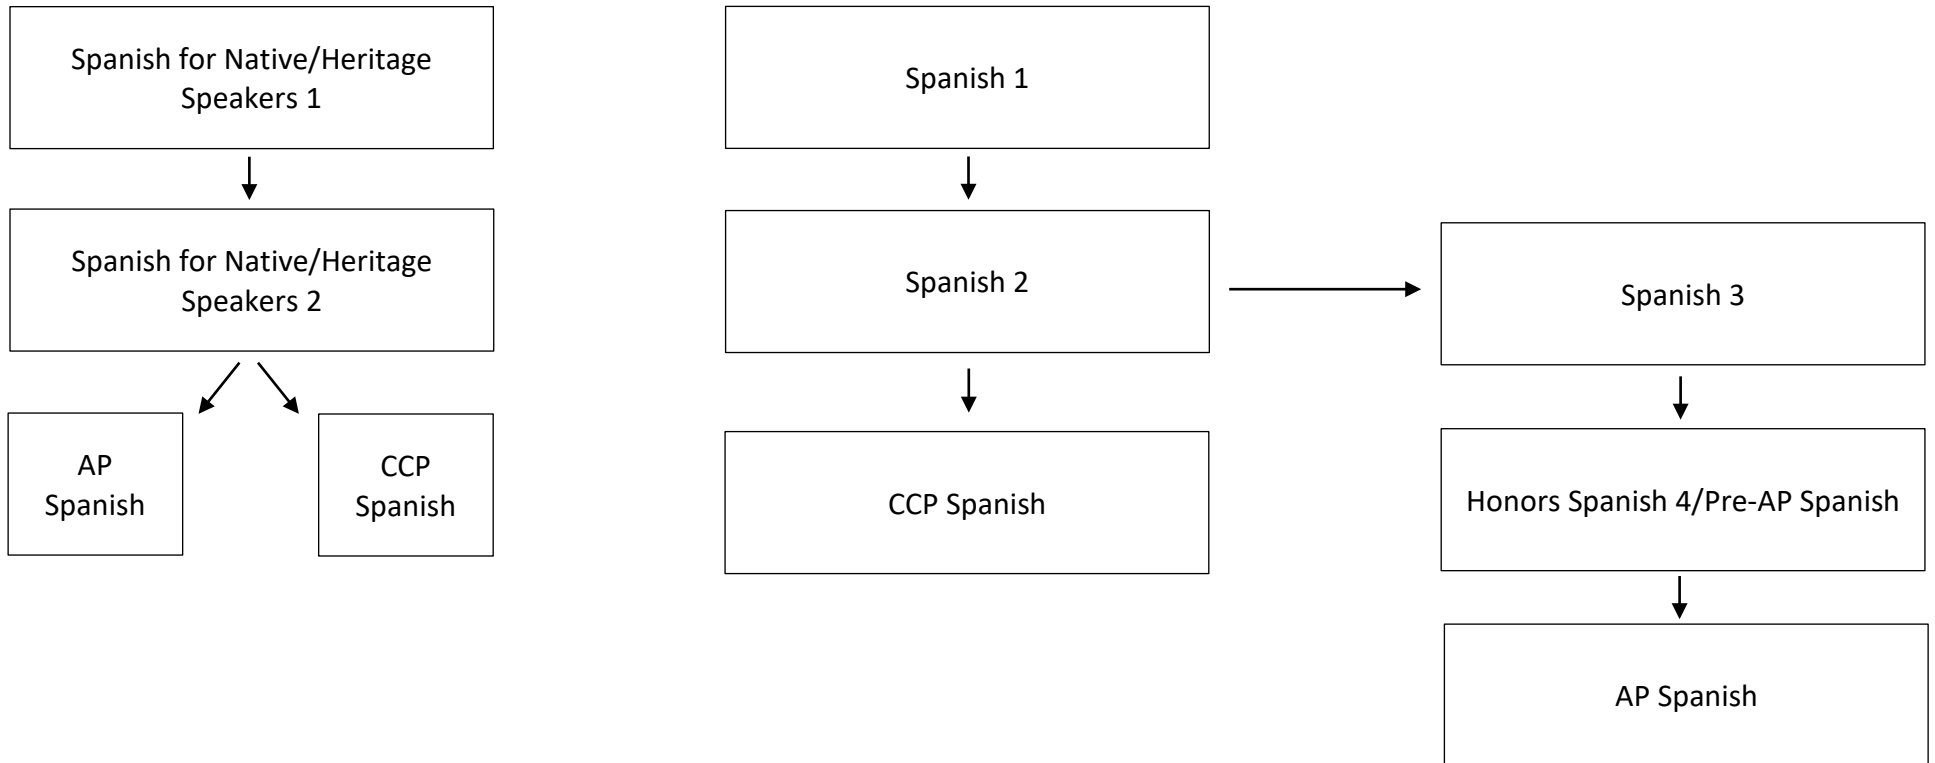 Spanish for Native/Heritage
Speakers 1
Spanish 1
Spanish for Native/Heritage
Speakers 2
Spanish 2
Spanish 3
AP
Spanish
CCP
Spanish
CCP Spanish
Honors Spanish 4/Pre-AP Spanish
AP Spanish